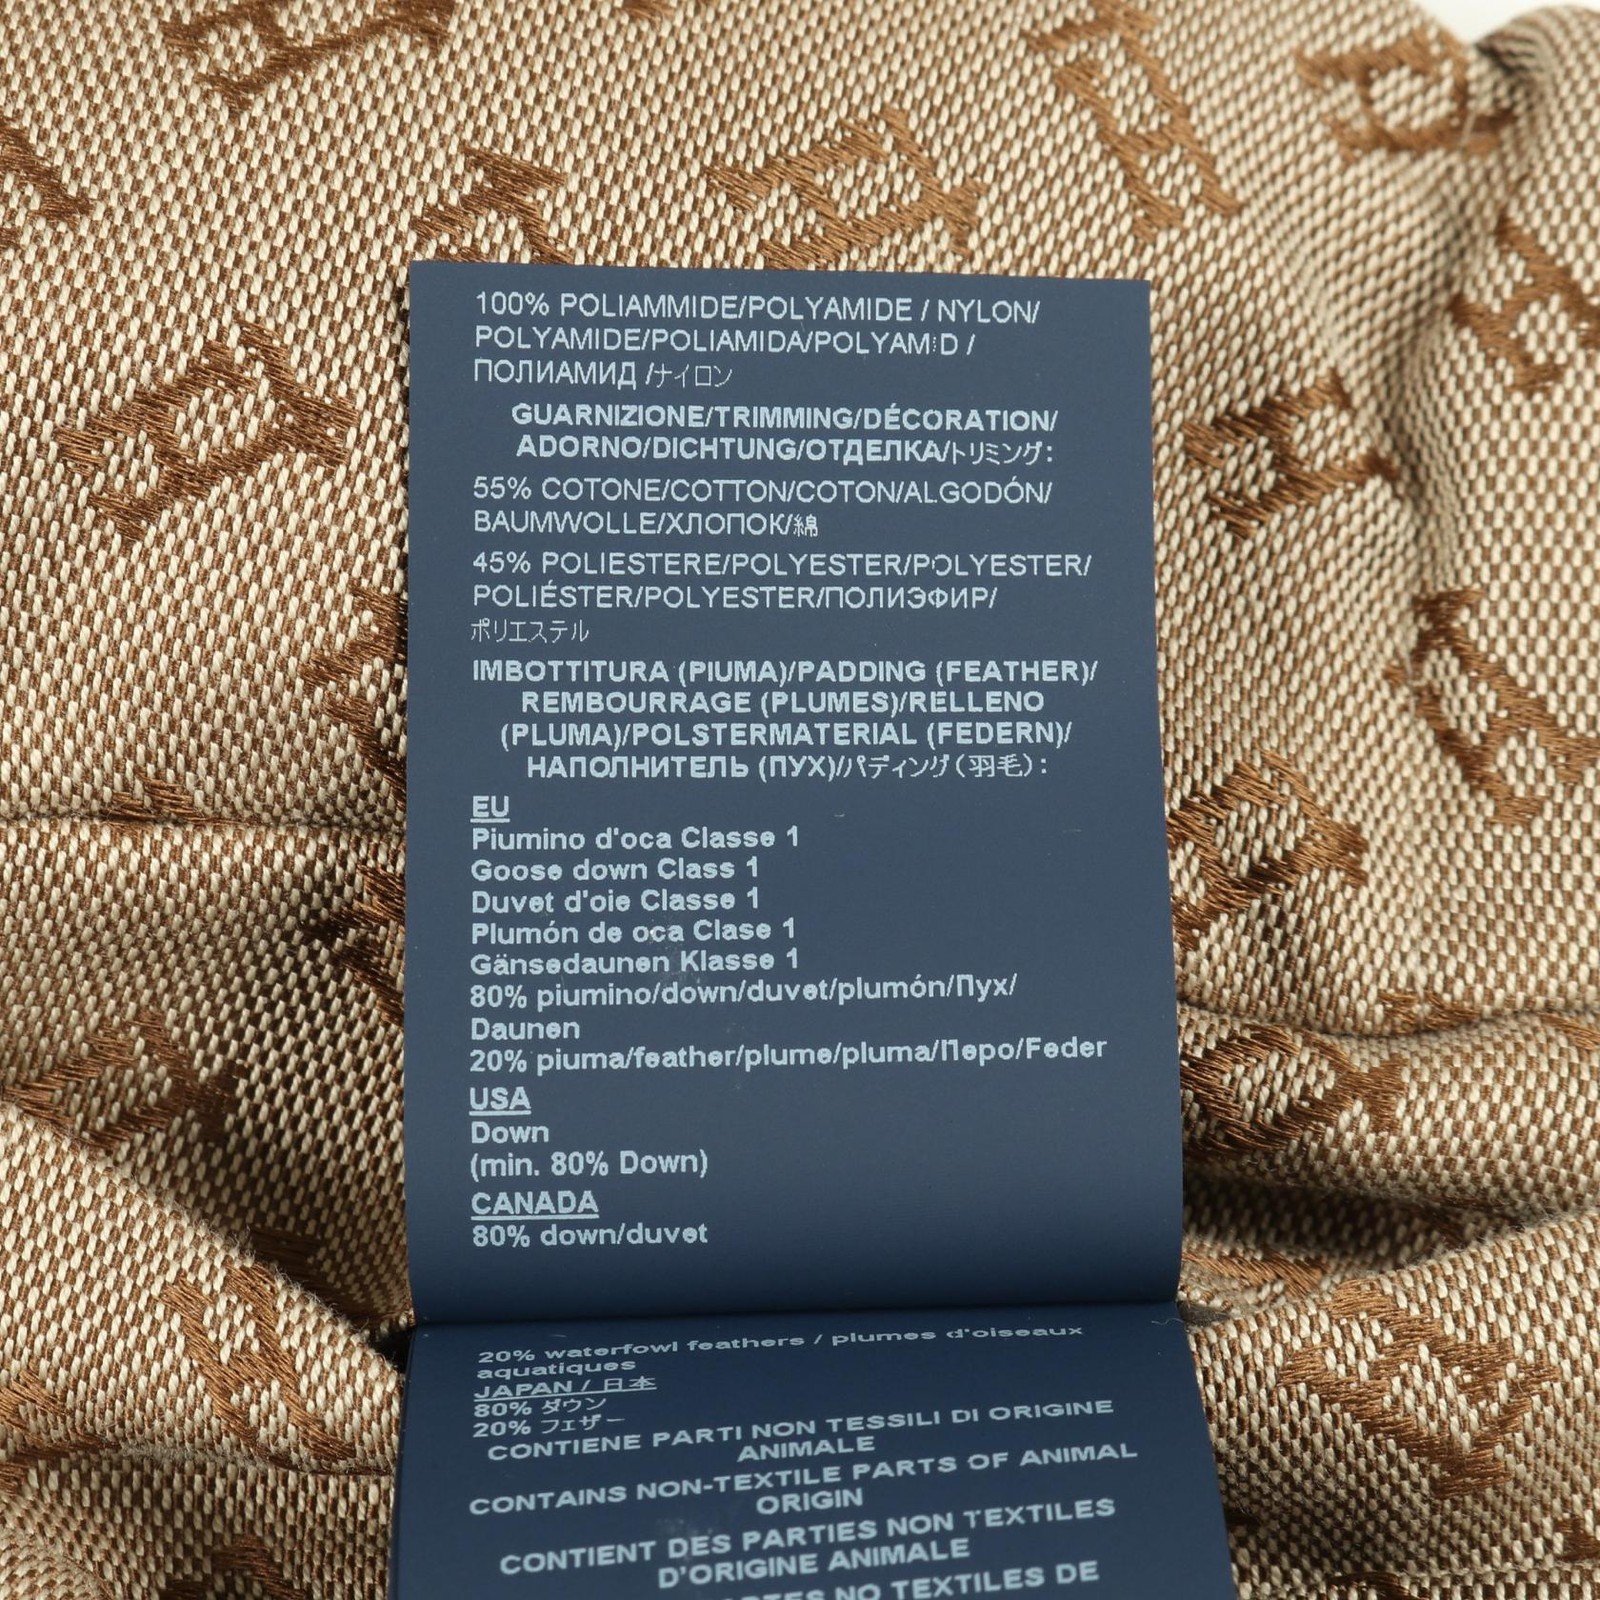 100% POLIAMMIDE/POLYAMIDE / NYLON/
POLYAMIDE/POLIAMIDA/POLYAMID /
ПОЛИАМИД /ナイロン
GUARNIZIONE/TRIMMING/DÉCORATION/
ADORNO/DICHTUNG/ОТДЕЛКА/トリミング:
55% COTONE/COTTON/COTON/ALGODÓN/
BAUMWOLLE/ХЛОПОК/綿
45% POLIESTERE/POLYESTER/POLYESTER/
POLIÉSTER/POLYESTER/ПОЛИЭФИР/
ポリエステル
IMBOTTITURA (PIUMA)/PADDING (FEATHER)/
REMBOURRAGE (PLUMES)/RELLENO
(PLUMA)/POLSTERMATERIAL (FEDERN)/
НАПОЛНИТЕЛЬ (ПУХ)/パディング(羽毛):
EU
Piumino d'oca Classe 1
Goose down Class 1
Duvet d'oie Classe 1
Plumón de oca Clase 1
Gänsedaunen Klasse 1
80% piumino/down/duvet/plumón/Пух/
Daunen
20% piuma/feather/plume/pluma/Перо/Feder
USA
Down
(min. 80% Down)
CANADA
80% down/duvet
20% waterfowl feathers / plumes d'oiseaux
aquatiques
JAPAN / 日本
80% ダウン
20% フェザー
CONTIENE PARTI NON TESSILI DI ORIGINE
ANIMALE
CONTAINS NON-TEXTILE PARTS OF ANIMAL
ORIGIN
CONTIENT DES PARTIES NON TEXTILES
D'ORIGINE ANIMALE
NO TEXTILES DE